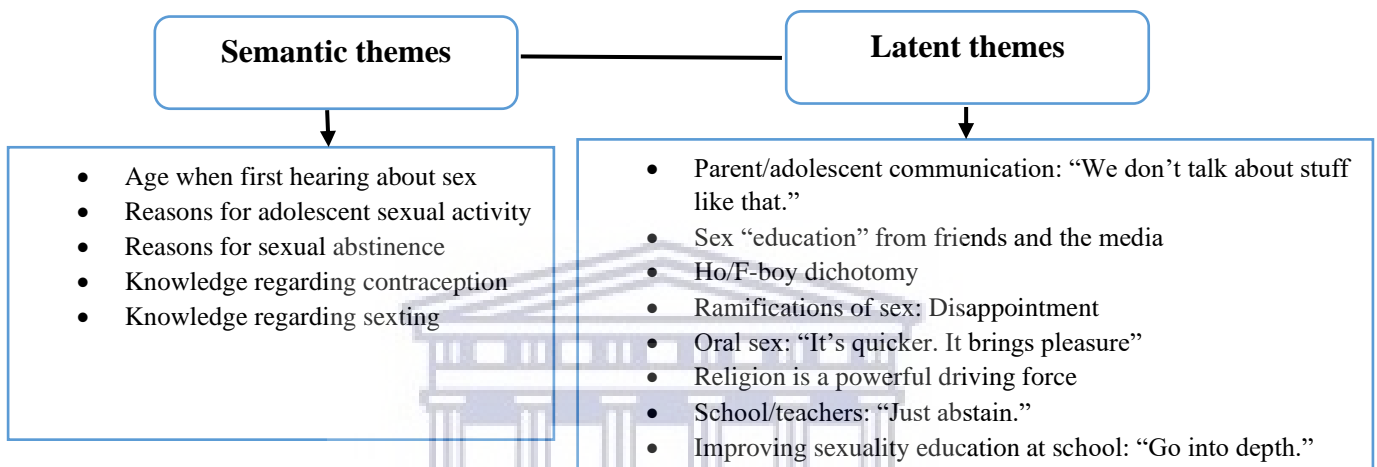 Semantic themes
Latent themes
• Age when first hearing about sex
• Reasons for adolescent sexual activity
• Reasons for sexual abstinence
• Knowledge regarding contraception
• Knowledge regarding sexting
• Parent/adolescent communication: “We don’t talk about stuff
like that.”
• Sex “education” from friends and the media
• Ho/F-boy dichotomy
• Ramifications of sex: Disappointment
• Oral sex: “It’s quicker. It brings pleasure”
• Religion is a powerful driving force
• School/teachers: “Just abstain.”
• Improving sexuality education at school: “Go into depth.”